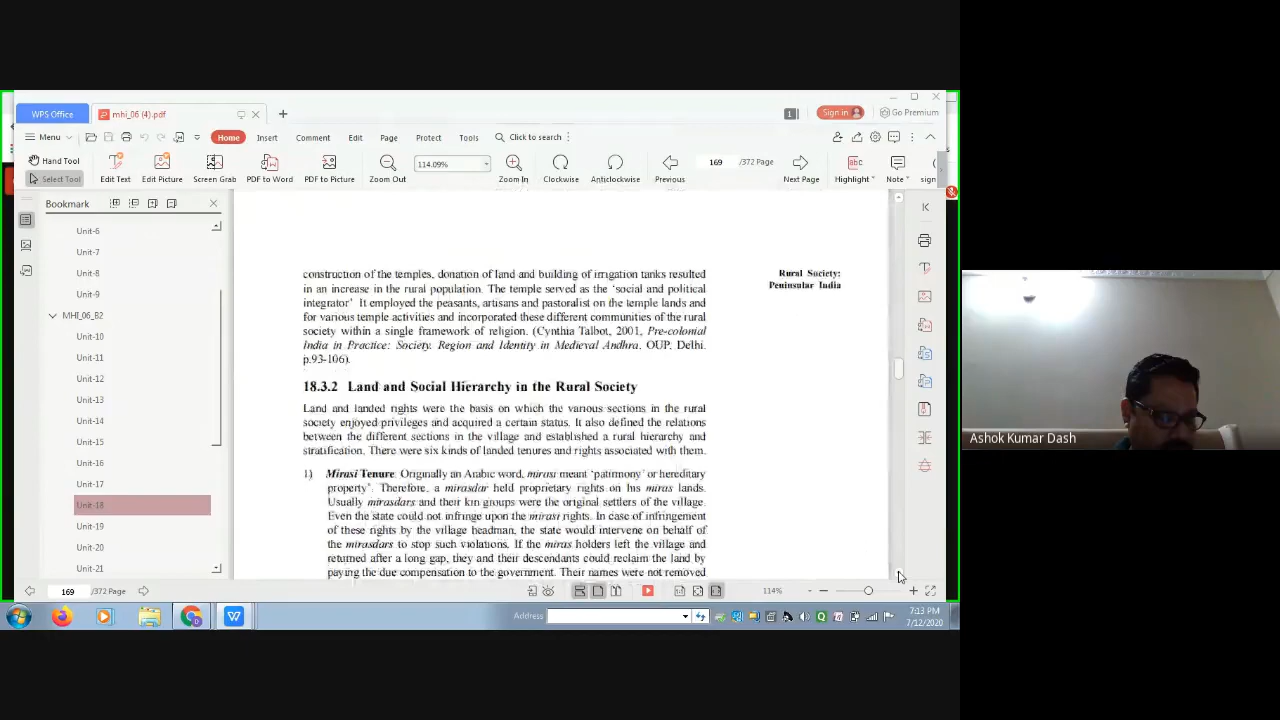 WPS Office
mhi_06 (4).pdf
1
Sign in
Go Premium
Menu
Home
Insert
Comment
Edit
Page
Protect
Tools
Click to search
Hand Tool
Select Tool
Edit Text
Edit Picture
Screen Grab
PDF to Word
PDF to Picture
Zoom Out
114.09%
Zoom In
Clockwise
Anticlockwise
Previous
169
/372 Page
Next Page
Highlight
Note
sign
Bookmark
Unit-6
Unit-7
Unit-8
Unit-9
MHI_06_B2
Unit-10
Unit-11
Unit-12
Unit-13
Unit-14
Unit-15
Unit-16
Unit-17
Unit-18
Unit-19
Unit-20
Unit-21
construction of the temples, donation of land and building of irrigation tanks resulted
in an increase in the rural population. The temple served as the 'social and political
integrator' It employed the peasants, artisans and pastoralist on the temple lands and
for various temple activities and incorporated these different communities of the rural
society within a single framework of religion. (Cynthia Talbot, 2001, Pre-colonial
India in Practice: Society, Region and Identity in Medieval Andhra, OUP, Delhi,
p.93-106).
Rural Society:
Peninsular India
18.3.2 Land and Social Hierarchy in the Rural Society
Land and landed rights were the basis on which the various sections in the rural
society enjoyed privileges and acquired a certain status. It also defined the relations
between the different sections in the village and established a rural hierarchy and
stratification. There were six kinds of landed tenures and rights associated with them.
1) Mirasi Tenure: Originally an Arabic word, mirasi meant 'patrimony' or hereditary
property'. Therefore, a mirasdar held proprietary rights on his miras lands.
Usually mirasdars and their kin groups were the original settlers of the village.
Even the state could not infringe upon the mirasi rights. In case of infringement
of these rights by the village headman, the state would intervene on behalf of
the mirasdars to stop such violations. If the miras holders left the village and
returned after a long gap, they and their descendants could reclaim the land by
paying the due compensation to the government. Their names were not removed
169
/372 Page
114%
Address
7:13 PM
7/12/2020
Ashok Kumar Dash